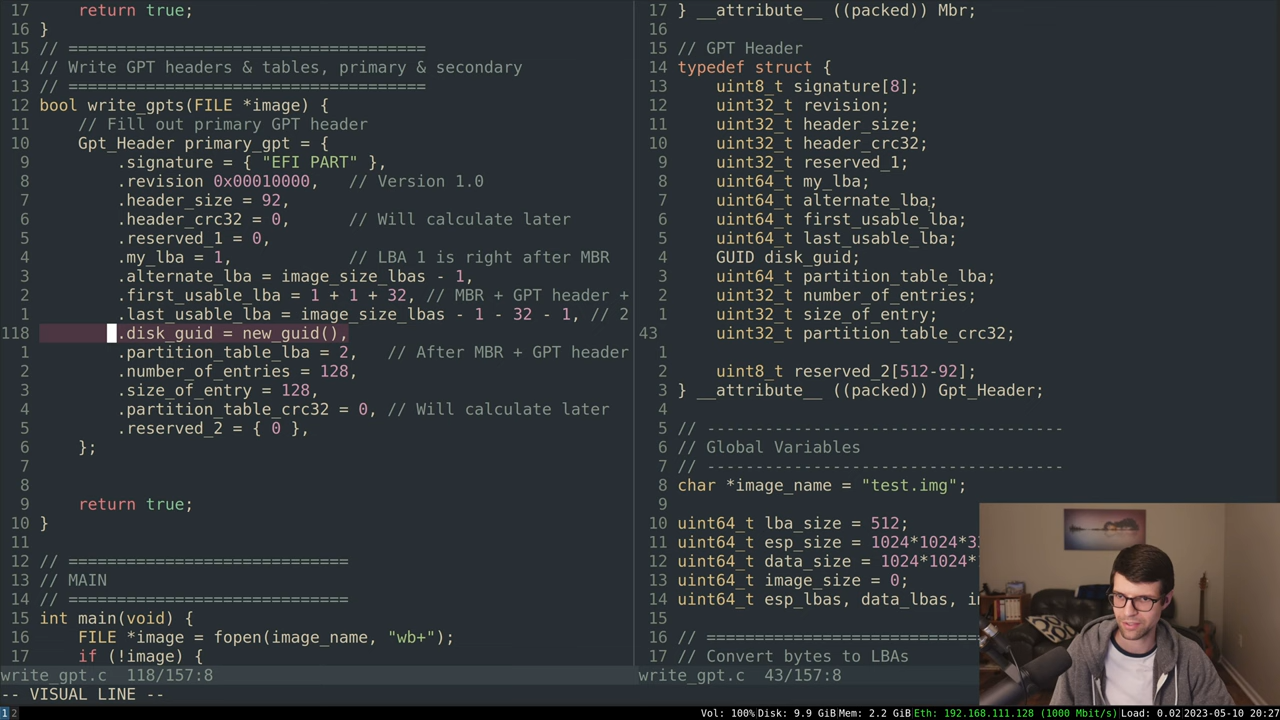 17     return true;
16 }
15 // =====================================
14 // Write GPT headers & tables, primary & secondary
13 // =====================================
12 bool write_gpts(FILE *image) {
11     // Fill out primary GPT header
10     Gpt_Header primary_gpt = {
9         .signature = { "EFI PART" },
8         .revision 0x00010000,   // Version 1.0
7         .header_size = 92,
6         .header_crc32 = 0,      // Will calculate later
5         .reserved_1 = 0,
4         .my_lba = 1,            // LBA 1 is right after MBR
3         .alternate_lba = image_size_lbas - 1,
2         .first_usable_lba = 1 + 1 + 32, // MBR + GPT header +
1         .last_usable_lba = image_size_lbas - 1 - 32 - 1, // 2
118         .disk_guid = new_guid(),
1         .partition_table_lba = 2,   // After MBR + GPT header
2         .number_of_entries = 128,
3         .size_of_entry = 128,
4         .partition_table_crc32 = 0, // Will calculate later
5         .reserved_2 = { 0 },
6     };
7
8
9     return true;
10 }
11
12 // =============================
13 // MAIN
14 // =============================
15 int main(void) {
16     FILE *image = fopen(image_name, "wb+");
17     if (!image) {
write_gpt.c  118/157:8
-- VISUAL LINE --
17 } __attribute__ ((packed)) Mbr;
16
15 // GPT Header
14 typedef struct {
13     uint8_t signature[8];
12     uint32_t revision;
11     uint32_t header_size;
10     uint32_t header_crc32;
9     uint32_t reserved_1;
8     uint64_t my_lba;
7     uint64_t alternate_lba;
6     uint64_t first_usable_lba;
5     uint64_t last_usable_lba;
4     GUID disk_guid;
3     uint64_t partition_table_lba;
2     uint32_t number_of_entries;
1     uint32_t size_of_entry;
43     uint32_t partition_table_crc32;
1
2     uint8_t reserved_2[512-92];
3 } __attribute__ ((packed)) Gpt_Header;
4
5 // -------------------------------------
6 // Global Variables
7 // -------------------------------------
8 char *image_name = "test.img";
9
10 uint64_t lba_size = 512;
11 uint64_t esp_size = 1024*1024*3
12 uint64_t data_size = 1024*1024*
13 uint64_t image_size = 0;
14 uint64_t esp_lbas, data_lbas, i
15
16 // =============================
17 // Convert bytes to LBAs
write_gpt.c  43/157:8
1 2
Vol: 100% Disk: 9.9 GiB Mem: 2.2 GiB Eth: 192.168.111.128 (1000 Mbit/s) Load: 0.02 2023-05-10 20:27